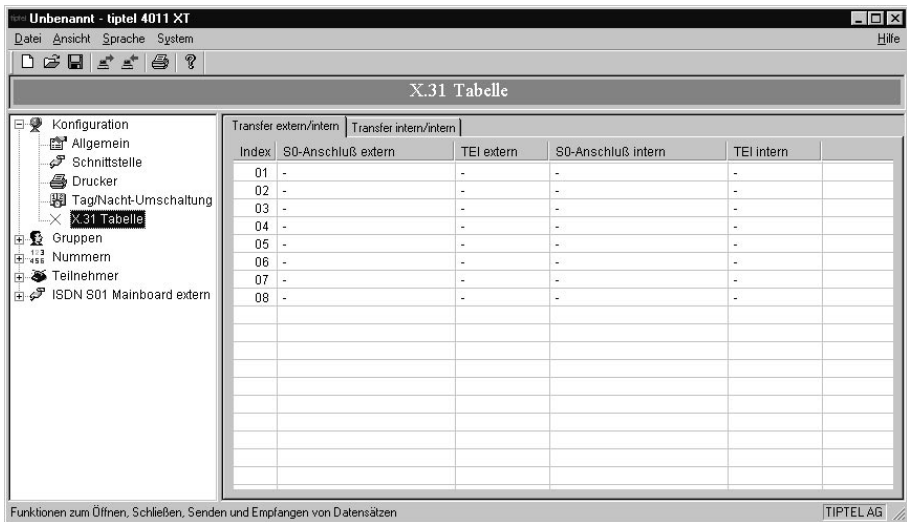 Unbenannt - tiptel 4011 XT
Datei Ansicht Sprache System Hilfe
X.31 Tabelle
Konfiguration
Allgemein
Schnittstelle
Drucker
Tag/Nacht-Umschaltung
X.31 Tabelle
Gruppen
Nummern
Teilnehmer
ISDN S01 Mainboard extern
Transfer extern/intern Transfer intern/intern
Index S0-Anschluß extern TEI extern S0-Anschluß intern TEI intern
01 - - - -
02 - - - -
03 - - - -
04 - - - -
05 - - - -
06 - - - -
07 - - - -
08 - - - -
Funktionen zum Öffnen, Schließen, Senden und Empfangen von Datensätzen TIPTEL AG